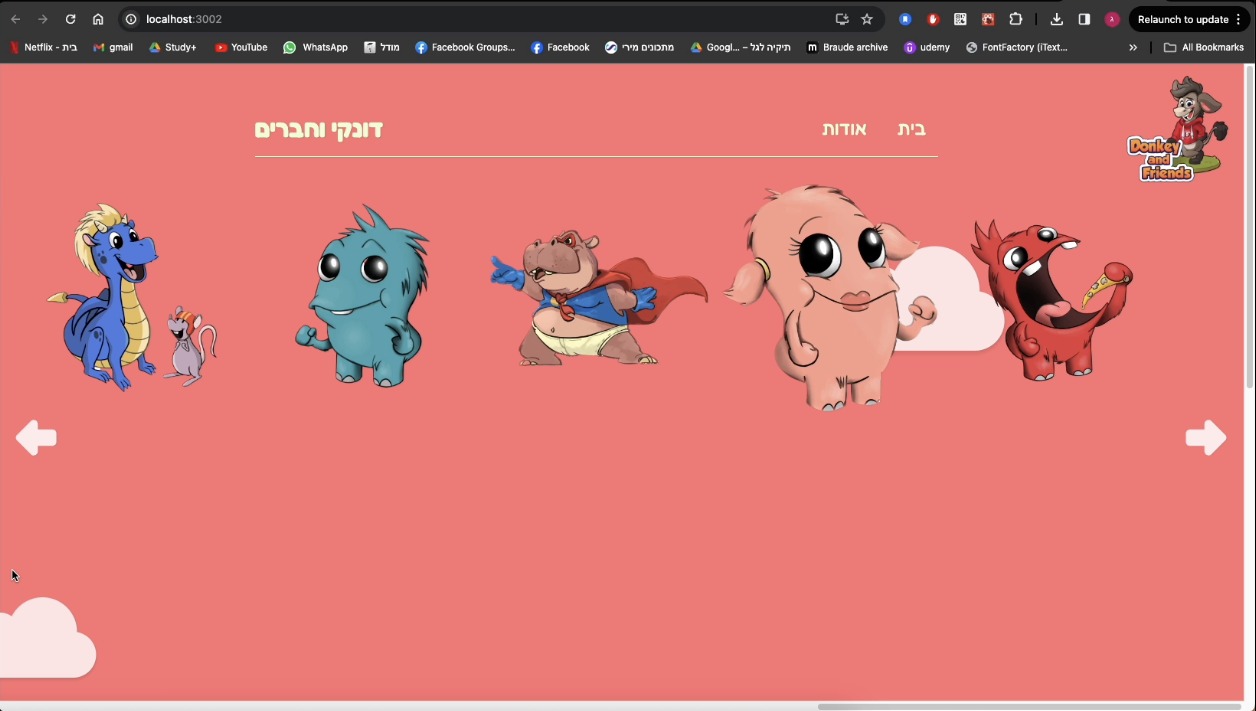 localhost:3002
Relaunch to update
Netflix - בית
gmail
Study+
YouTube
WhatsApp
מודל
Facebook Groups...
Facebook
מתכונים מירי
Googl... – תיקיה לגל
Braude archive
udemy
FontFactory (iText...
»
All Bookmarks
בית
אודות
דונקי וחברים
Donkey
and
Friends